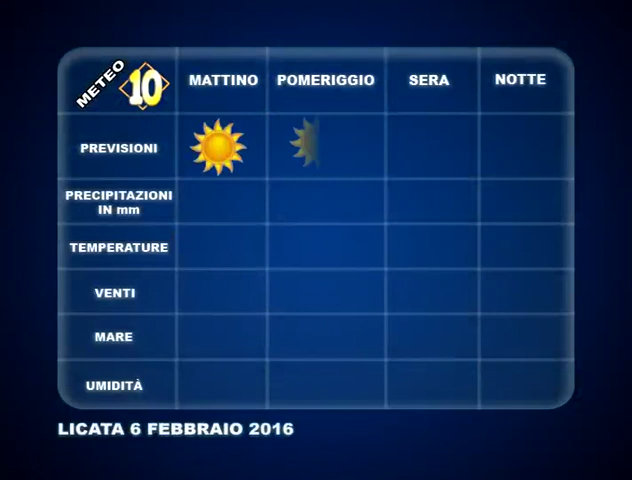 METEO 10
MATTINO POMERIGGIO SERA NOTTE
PREVISIONI
PRECIPITAZIONI
IN mm
TEMPERATURE
VENTI
MARE
UMIDITÀ
LICATA 6 FEBBRAIO 2016